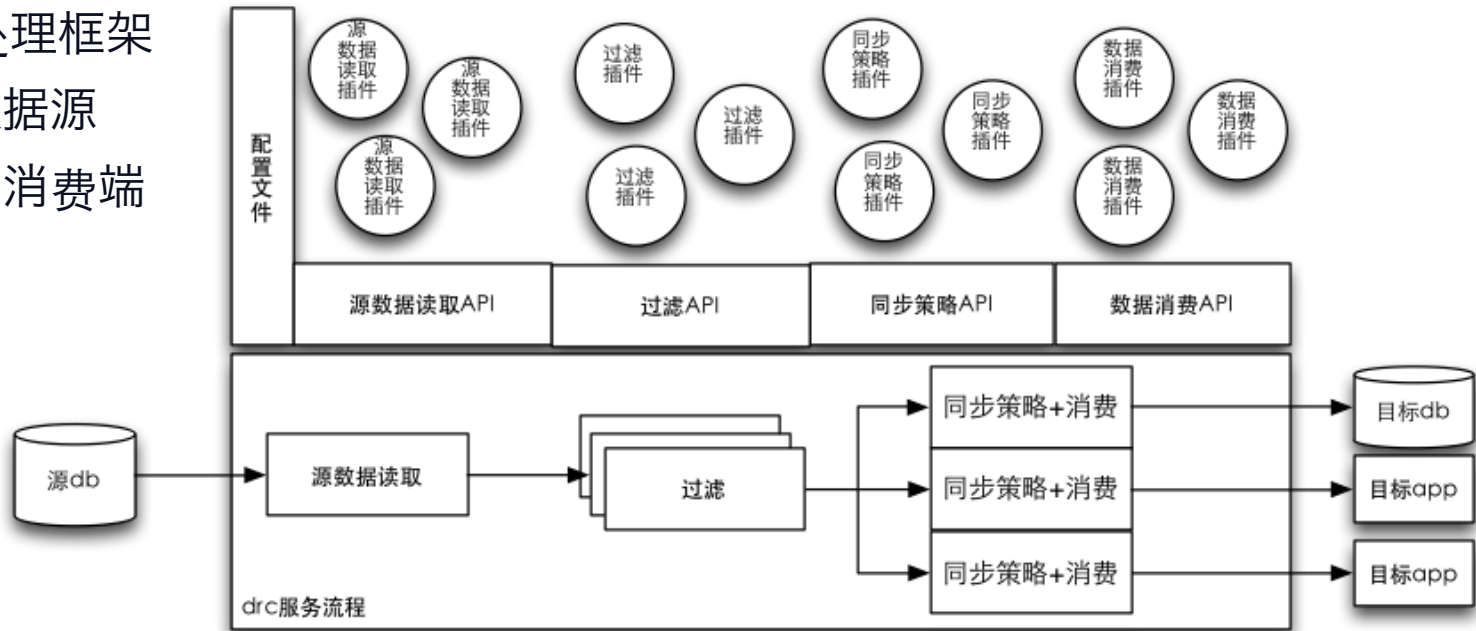 处理框架
据源
消费端
配
置
文
件
源
数据
读取
插件
源
数据
读取
插件
源
数据
读取
插件
过滤
插件
过滤
插件
过滤
插件
同步
策略
插件
同步
策略
插件
同步
策略
插件
数据
消费
插件
数据
消费
插件
数据
消费
插件
源数据读取API
过滤API
同步策略API
数据消费API
源db
源数据读取
过滤
同步策略+消费
同步策略+消费
同步策略+消费
目标db
目标app
目标app
drc服务流程